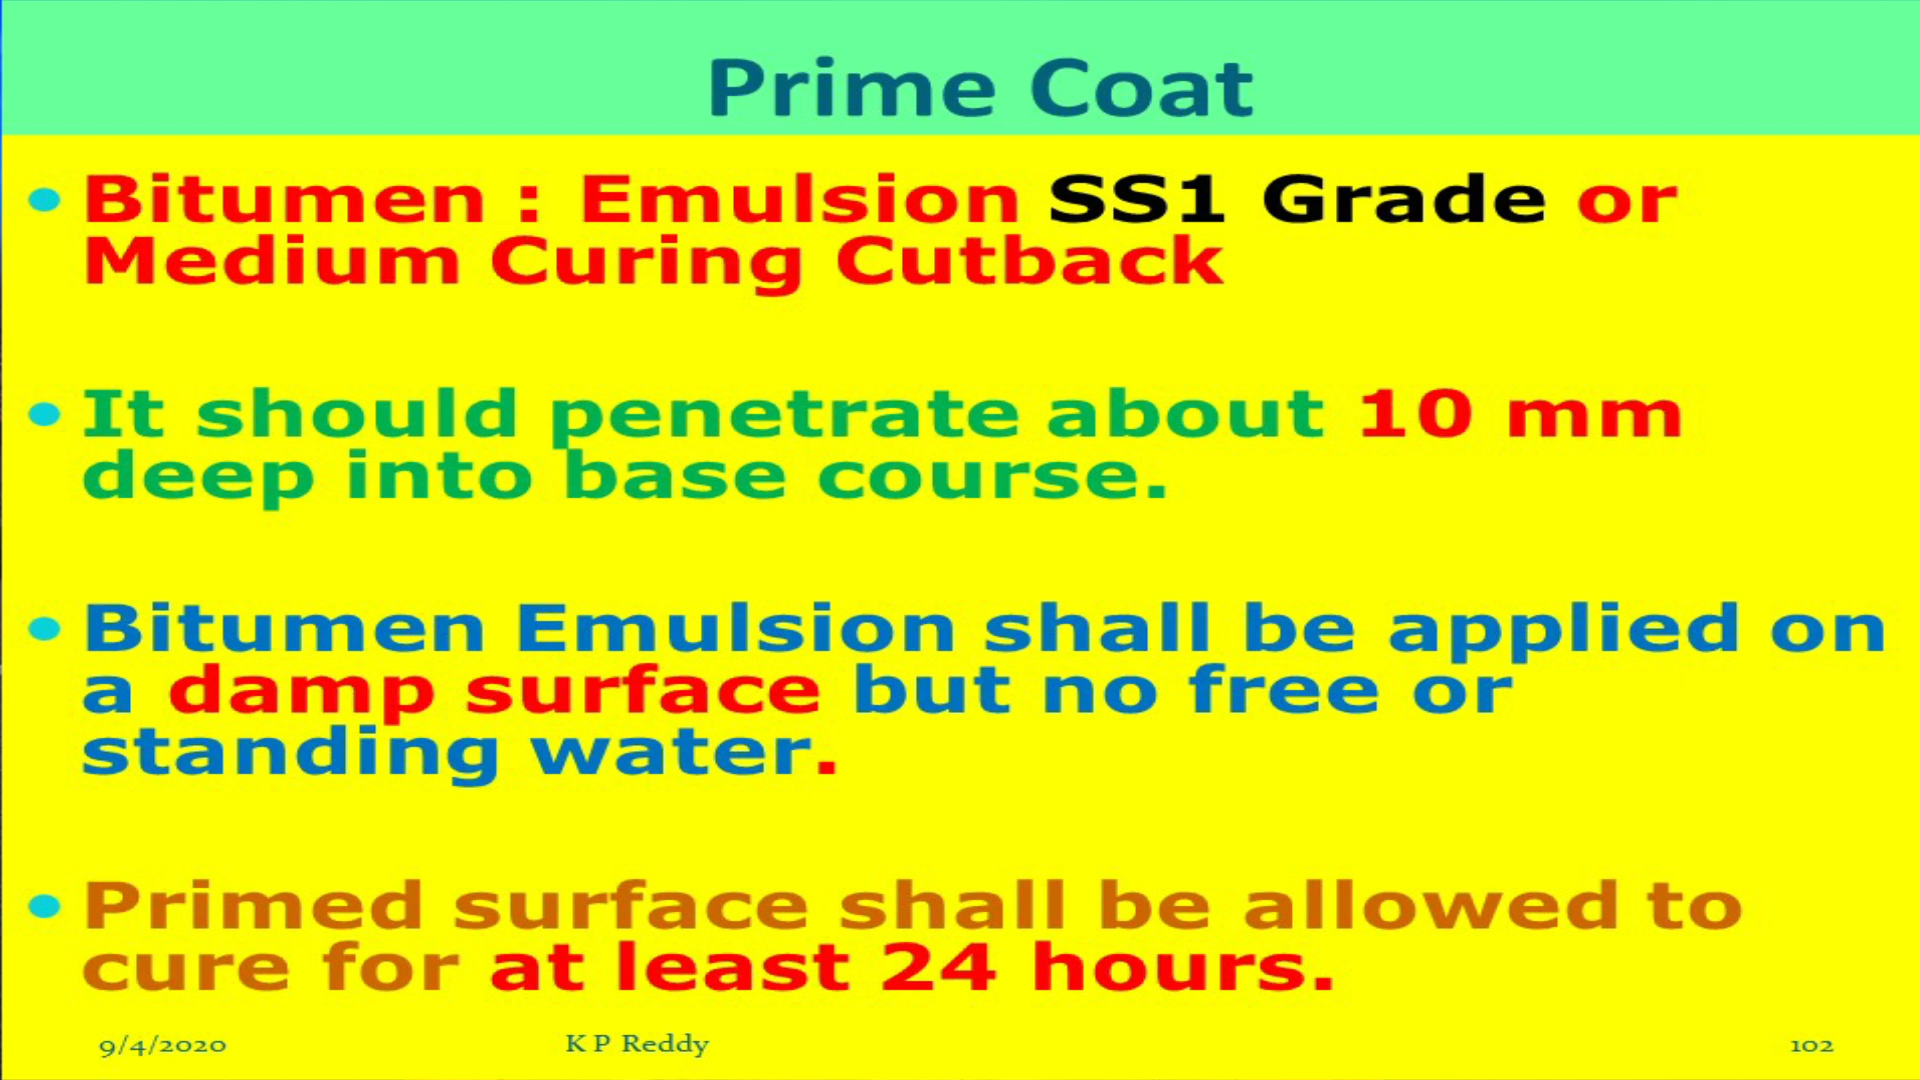 Prime Coat
• Bitumen : Emulsion SS1 Grade or
Medium Curing Cutback
• It should penetrate about 10 mm
deep into base course.
• Bitumen Emulsion shall be applied on
a damp surface but no free or
standing water.
• Primed surface shall be allowed to
cure for at least 24 hours.
9/4/2020 K P Reddy 102